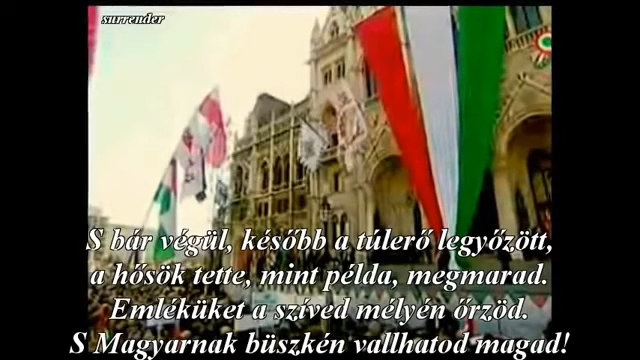 surrender
S bár végül, később a túlerő legyőzött,
a hősök tette, mint példa, megmarad.
Emléküket a szíved mélyén őrzöd.
S Magyarnak büszkén vallhatod magad!